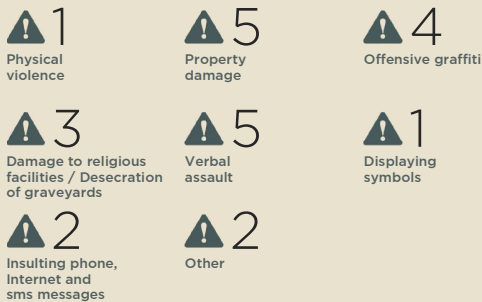 1
Physical
violence
5
Property
damage
4
Offensive graffiti
3
Damage to religious
facilities / Desecration
of graveyards
5
Verbal
assault
1
Displaying
symbols
2
Insulting phone,
Internet and
sms messages
2
Other